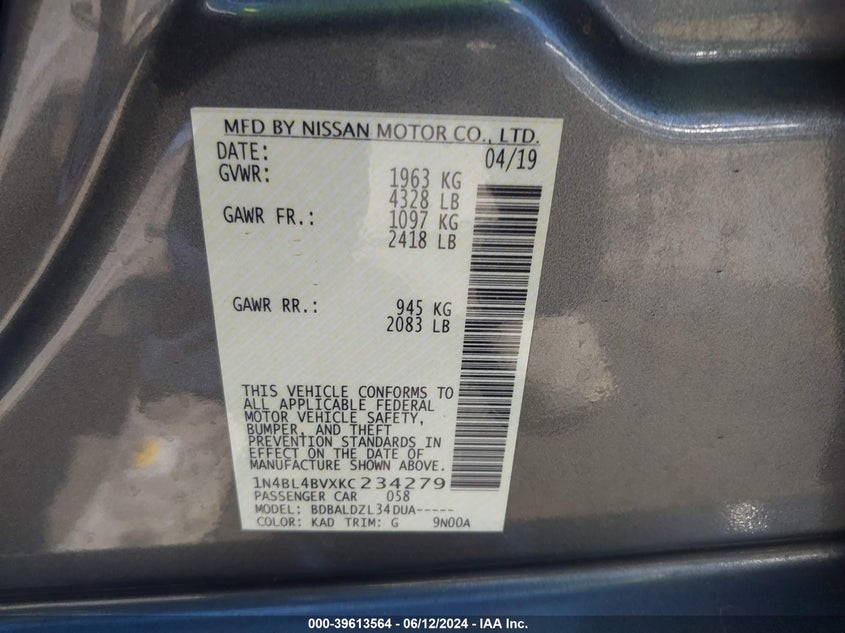 MFD BY NISSAN MOTOR CO., LTD.
DATE: 04/19
GVWR: 1963 KG
4328 LB
GAWR FR.: 1097 KG
2418 LB
GAWR RR.: 945 KG
2083 LB
THIS VEHICLE CONFORMS TO
ALL APPLICABLE FEDERAL
MOTOR VEHICLE SAFETY,
BUMPER, AND THEFT
PREVENTION STANDARDS IN
EFFECT ON THE DATE OF
MANUFACTURE SHOWN ABOVE.
1N4BL4BVXKC234279
PASSENGER CAR 058
MODEL: BDBALDZL34DUA-----
COLOR: KAD TRIM: G 9N00A
000-39613564 - 06/12/2024 - IAA Inc.